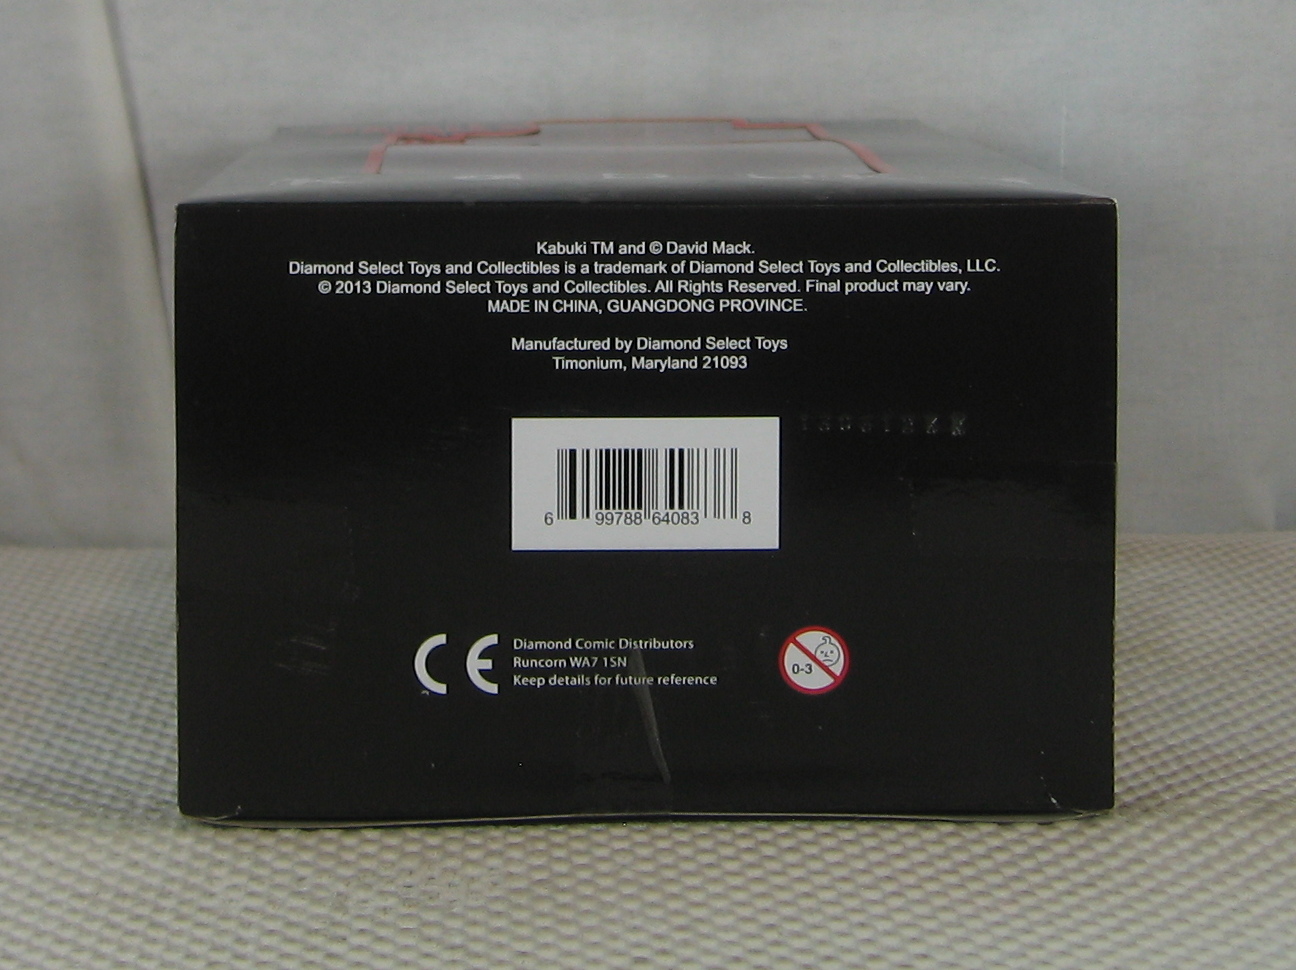 Kabuki TM and © David Mack.
Diamond Select Toys and Collectibles is a trademark of Diamond Select Toys and Collectibles, LLC.
© 2013 Diamond Select Toys and Collectibles. All Rights Reserved. Final product may vary.
MADE IN CHINA, GUANGDONG PROVINCE.
Manufactured by Diamond Select Toys
Timonium, Maryland 21093
6 99788 64083 8
CE
Diamond Comic Distributors
Runcorn WA7 1SN
Keep details for future reference
0-3